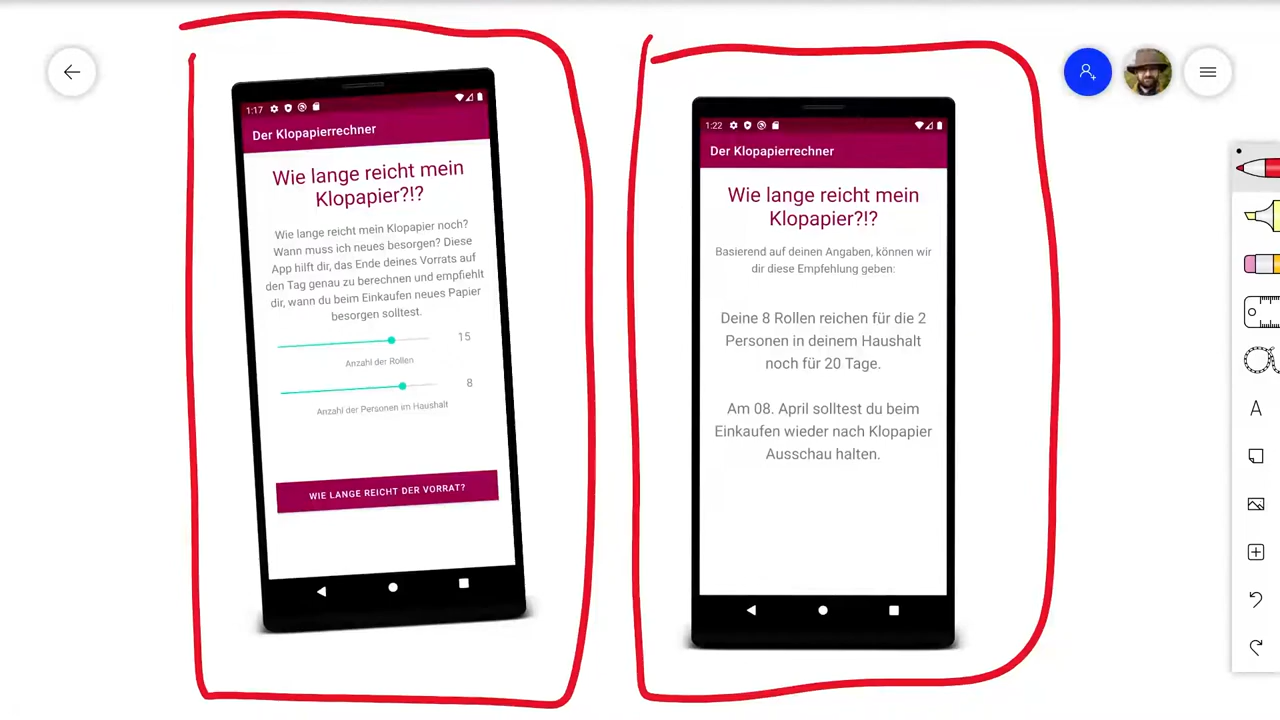 1:17
Der Klopapierrechner
Wie lange reicht mein
Klopapier?!?
Wie lange reicht mein Klopapier noch?
Wann muss ich neues besorgen? Diese
App hilft dir, das Ende deines Vorrats auf
den Tag genau zu berechnen und empfiehlt
dir, wann du beim Einkaufen neues Papier
besorgen solltest.
15
Anzahl der Rollen
8
Anzahl der Personen im Haushalt
WIE LANGE REICHT DER VORRAT?
1:22
Der Klopapierrechner
Wie lange reicht mein
Klopapier?!?
Basierend auf deinen Angaben, können wir
dir diese Empfehlung geben:
Deine 8 Rollen reichen für die 2
Personen in deinem Haushalt
noch für 20 Tage.
Am 08. April solltest du beim
Einkaufen wieder nach Klopapier
Ausschau halten.
A